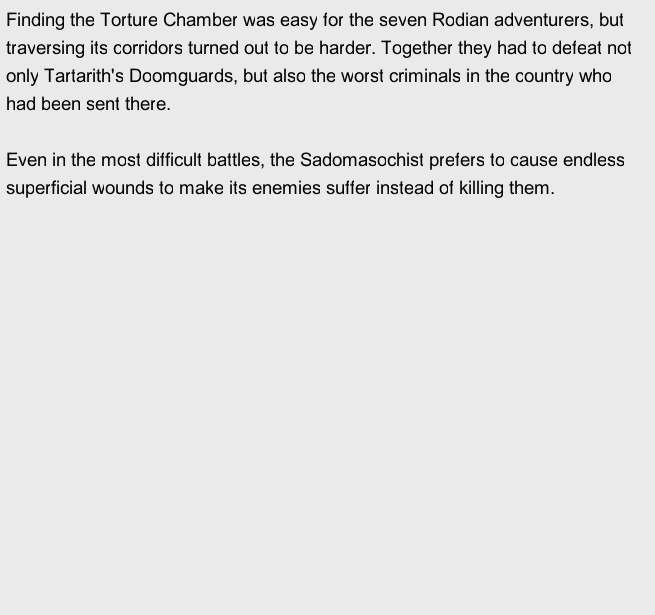 Finding the Torture Chamber was easy for the seven Rodian adventurers, but
traversing its corridors turned out to be harder. Together they had to defeat not
only Tartarith's Doomguards, but also the worst criminals in the country who
had been sent there.
Even in the most difficult battles, the Sadomasochist prefers to cause endless
superficial wounds to make its enemies suffer instead of killing them.